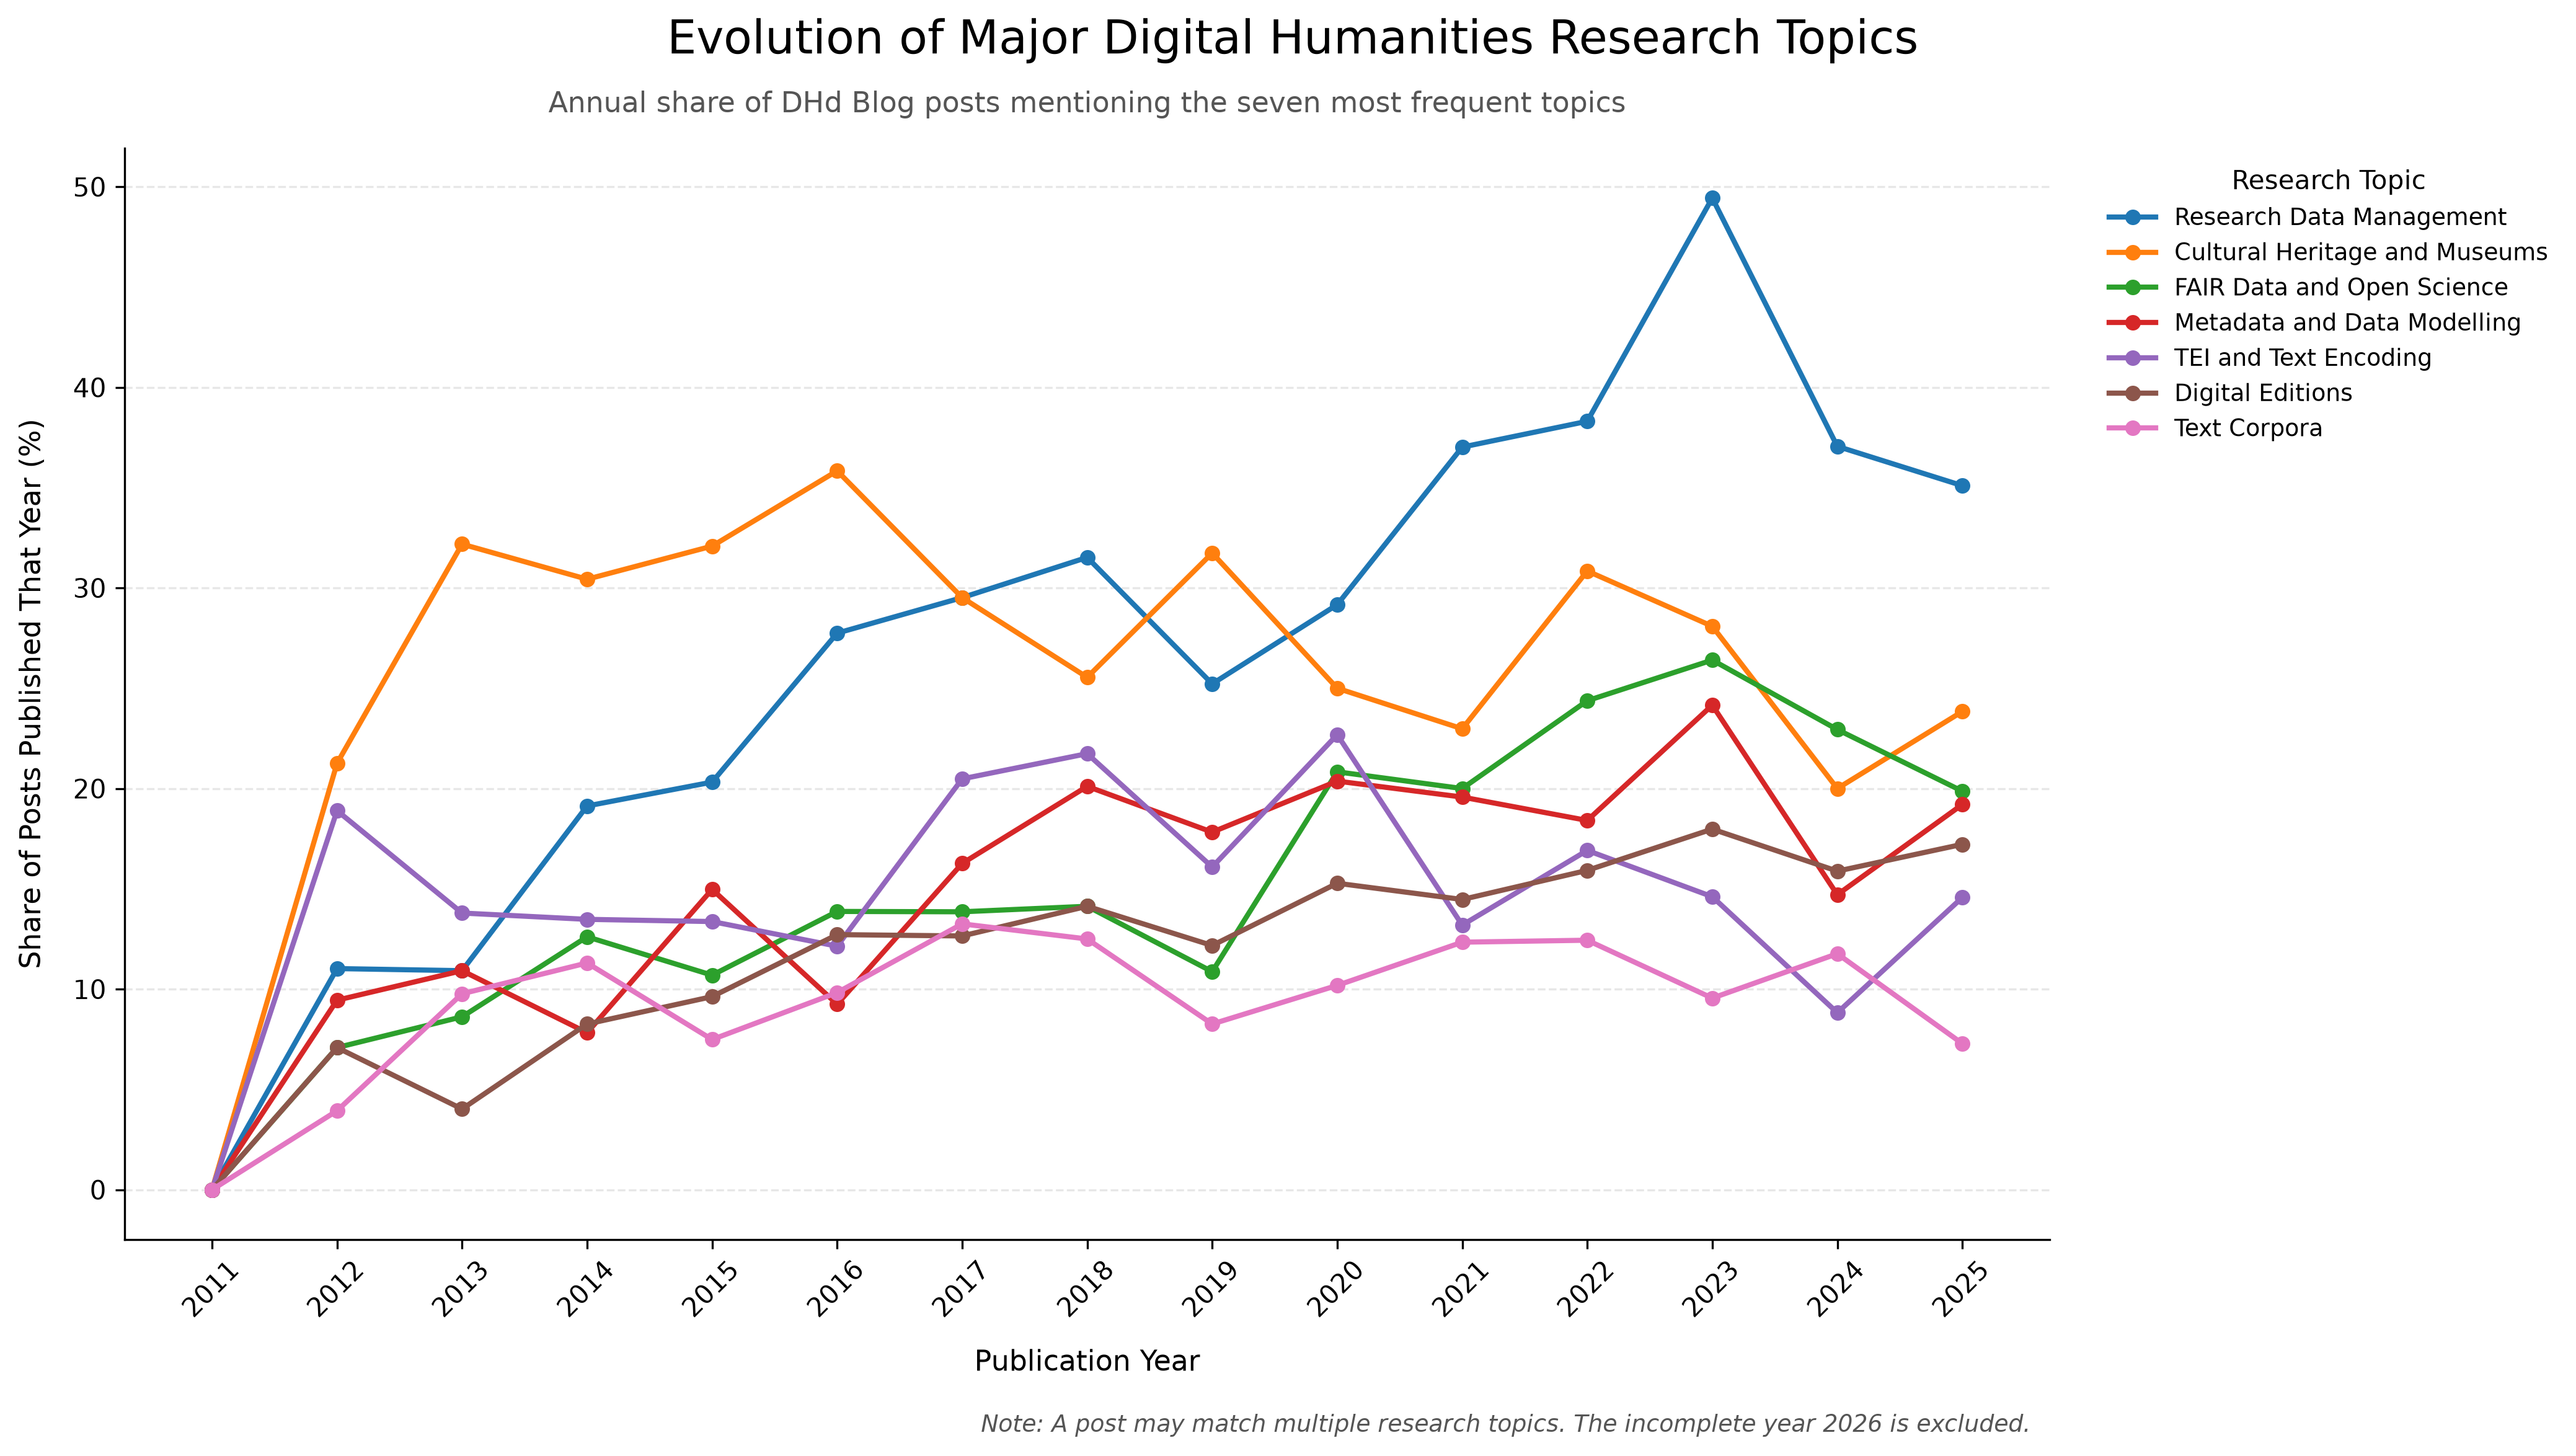 Evolution of Major Digital Humanities Research Topics
Annual share of DHd Blog posts mentioning the seven most frequent topics
Share of Posts Published That Year (%)
50
40
30
20
10
0
2011
2012
2013
2014
2015
2016
2017
2018
2019
2020
2021
2022
2023
2024
2025
Publication Year
Research Topic
Research Data Management
Cultural Heritage and Museums
FAIR Data and Open Science
Metadata and Data Modelling
TEI and Text Encoding
Digital Editions
Text Corpora
Note: A post may match multiple research topics. The incomplete year 2026 is excluded.